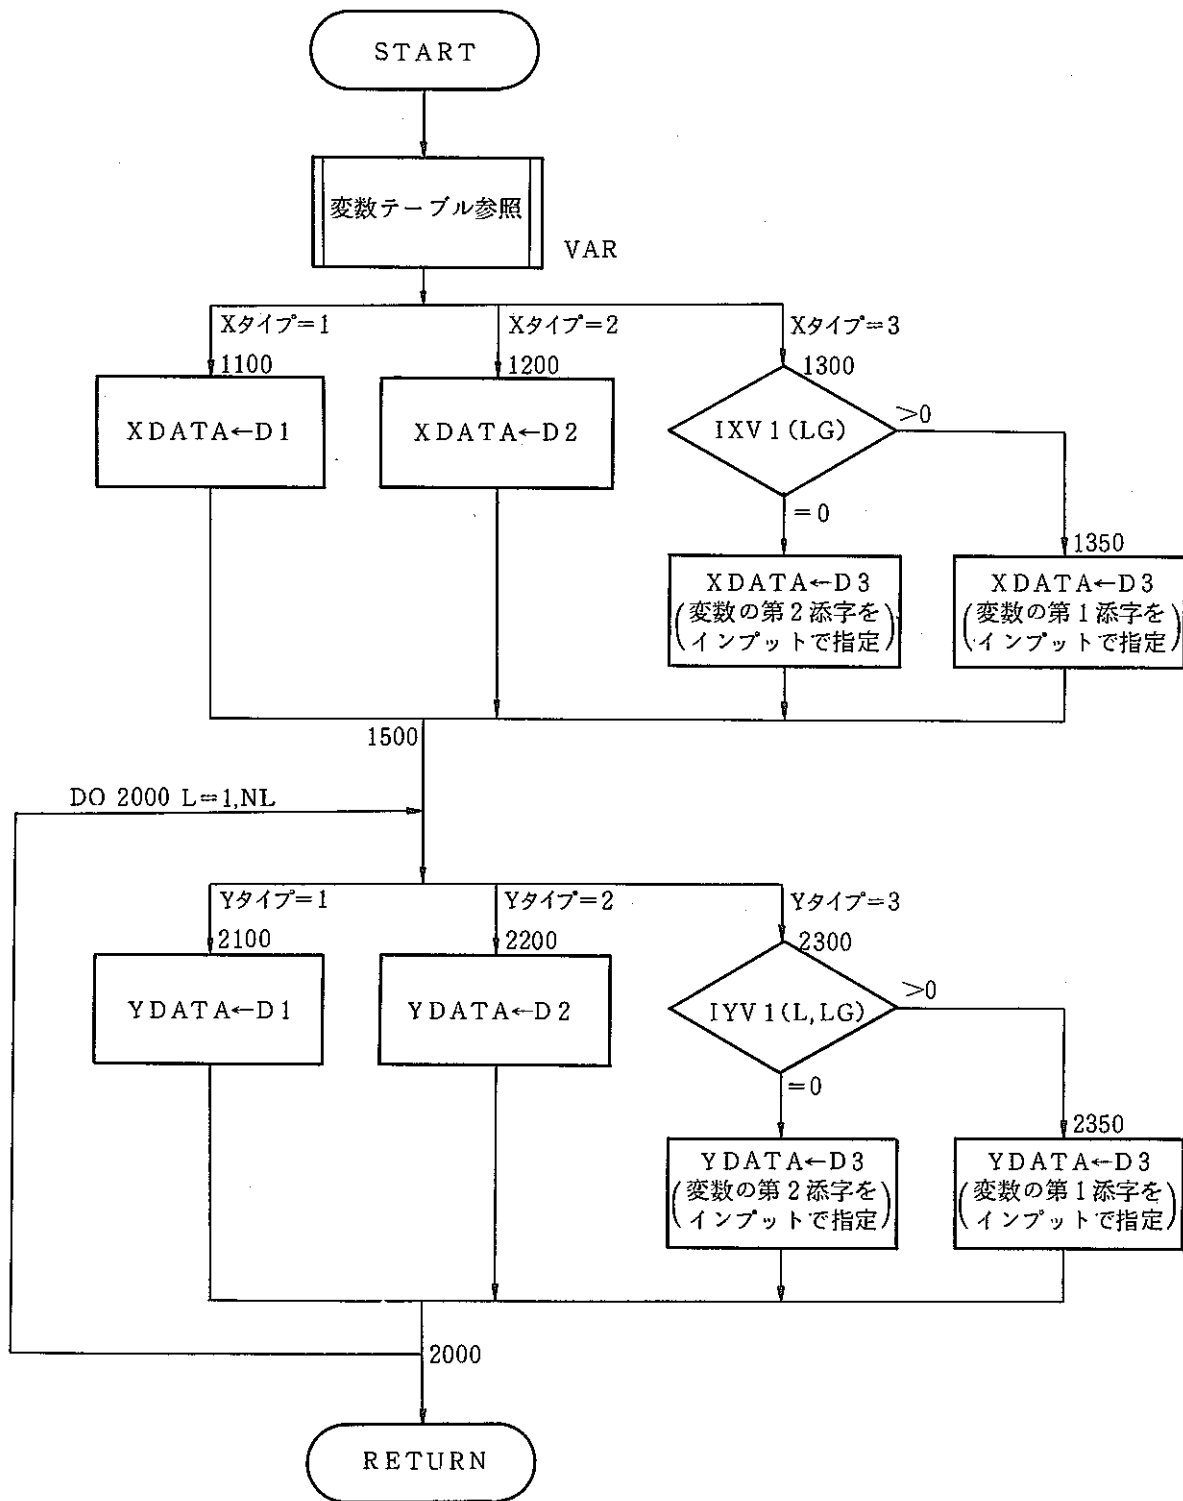 START
変数テーブル参照
VAR
Xタイプ=1
Xタイプ=2
Xタイプ=3
1100
1200
1300
XDATA←D1
XDATA←D2
IXV1(LG)
>0
=0
1350
XDATA←D3
(変数の第2添字を
インプットで指定)
XDATA←D3
(変数の第1添字を
インプットで指定)
1500
DO 2000 L=1,NL
Yタイプ=1
Yタイプ=2
Yタイプ=3
2100
2200
2300
YDATA←D1
YDATA←D2
IYV1(L,LG)
>0
=0
2350
YDATA←D3
(変数の第2添字を
インプットで指定)
YDATA←D3
(変数の第1添字を
インプットで指定)
2000
RETURN